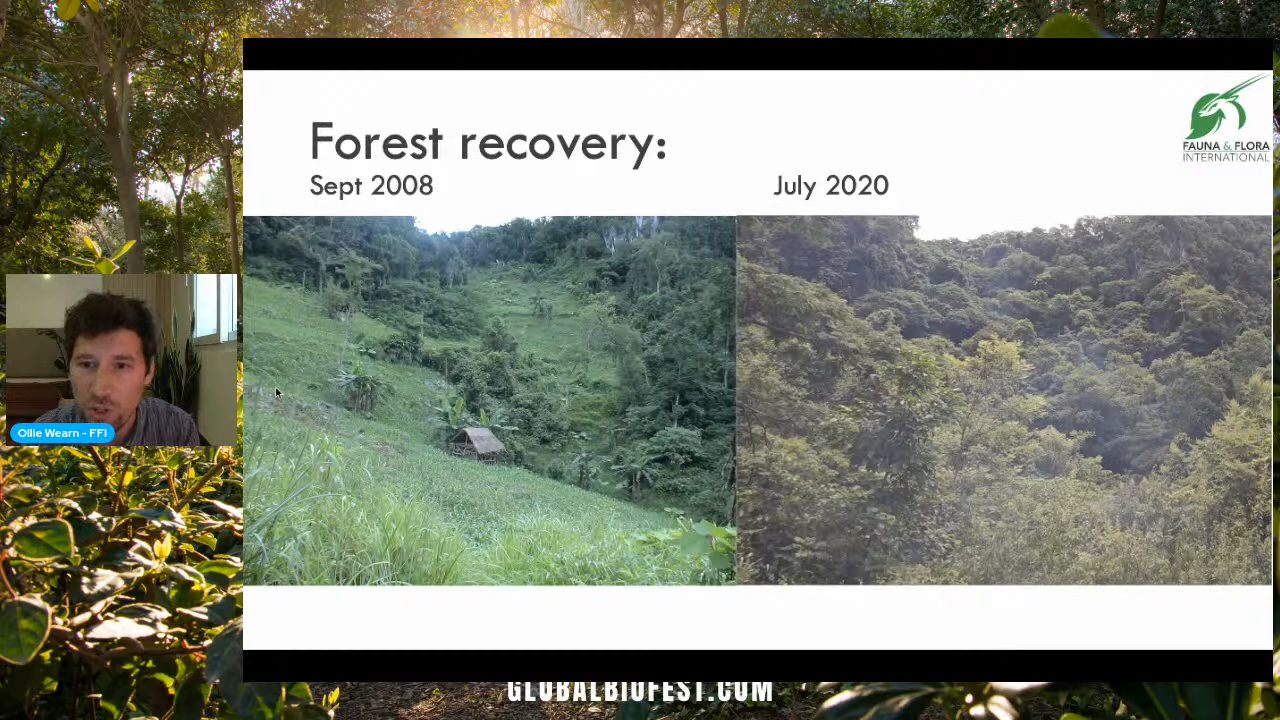 Forest recovery:
Sept 2008
July 2020
FAUNA & FLORA
INTERNATIONAL
Ollie Wearn - FFI
GLOBALBIOFEST.COM